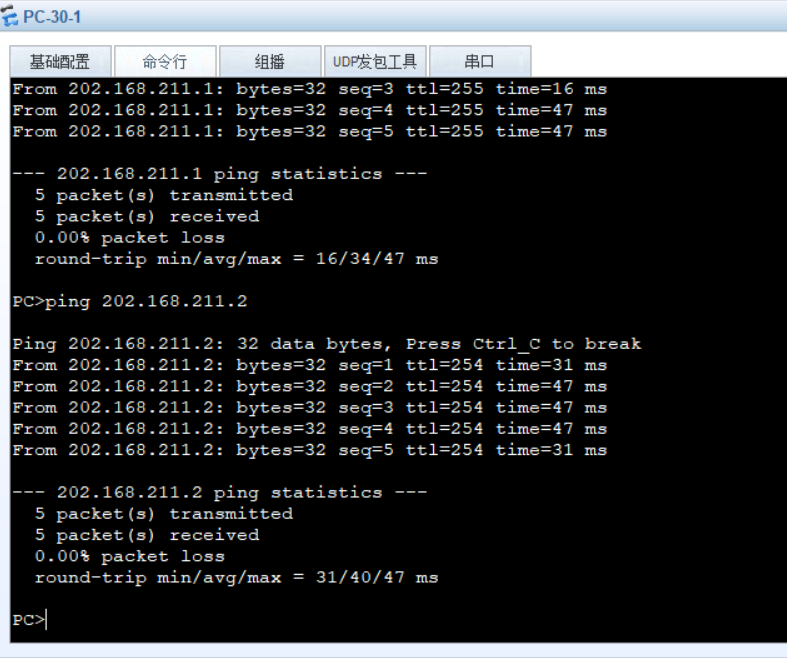 PC-30-1
基础配置 命令行 组播 UDP发包工具 串口
From 202.168.211.1: bytes=32 seq=3 ttl=255 time=16 ms
From 202.168.211.1: bytes=32 seq=4 ttl=255 time=47 ms
From 202.168.211.1: bytes=32 seq=5 ttl=255 time=47 ms
--- 202.168.211.1 ping statistics ---
5 packet(s) transmitted
5 packet(s) received
0.00% packet loss
round-trip min/avg/max = 16/34/47 ms
PC>ping 202.168.211.2
Ping 202.168.211.2: 32 data bytes, Press Ctrl_C to break
From 202.168.211.2: bytes=32 seq=1 ttl=254 time=31 ms
From 202.168.211.2: bytes=32 seq=2 ttl=254 time=47 ms
From 202.168.211.2: bytes=32 seq=3 ttl=254 time=47 ms
From 202.168.211.2: bytes=32 seq=4 ttl=254 time=47 ms
From 202.168.211.2: bytes=32 seq=5 ttl=254 time=31 ms
--- 202.168.211.2 ping statistics ---
5 packet(s) transmitted
5 packet(s) received
0.00% packet loss
round-trip min/avg/max = 31/40/47 ms
PC>